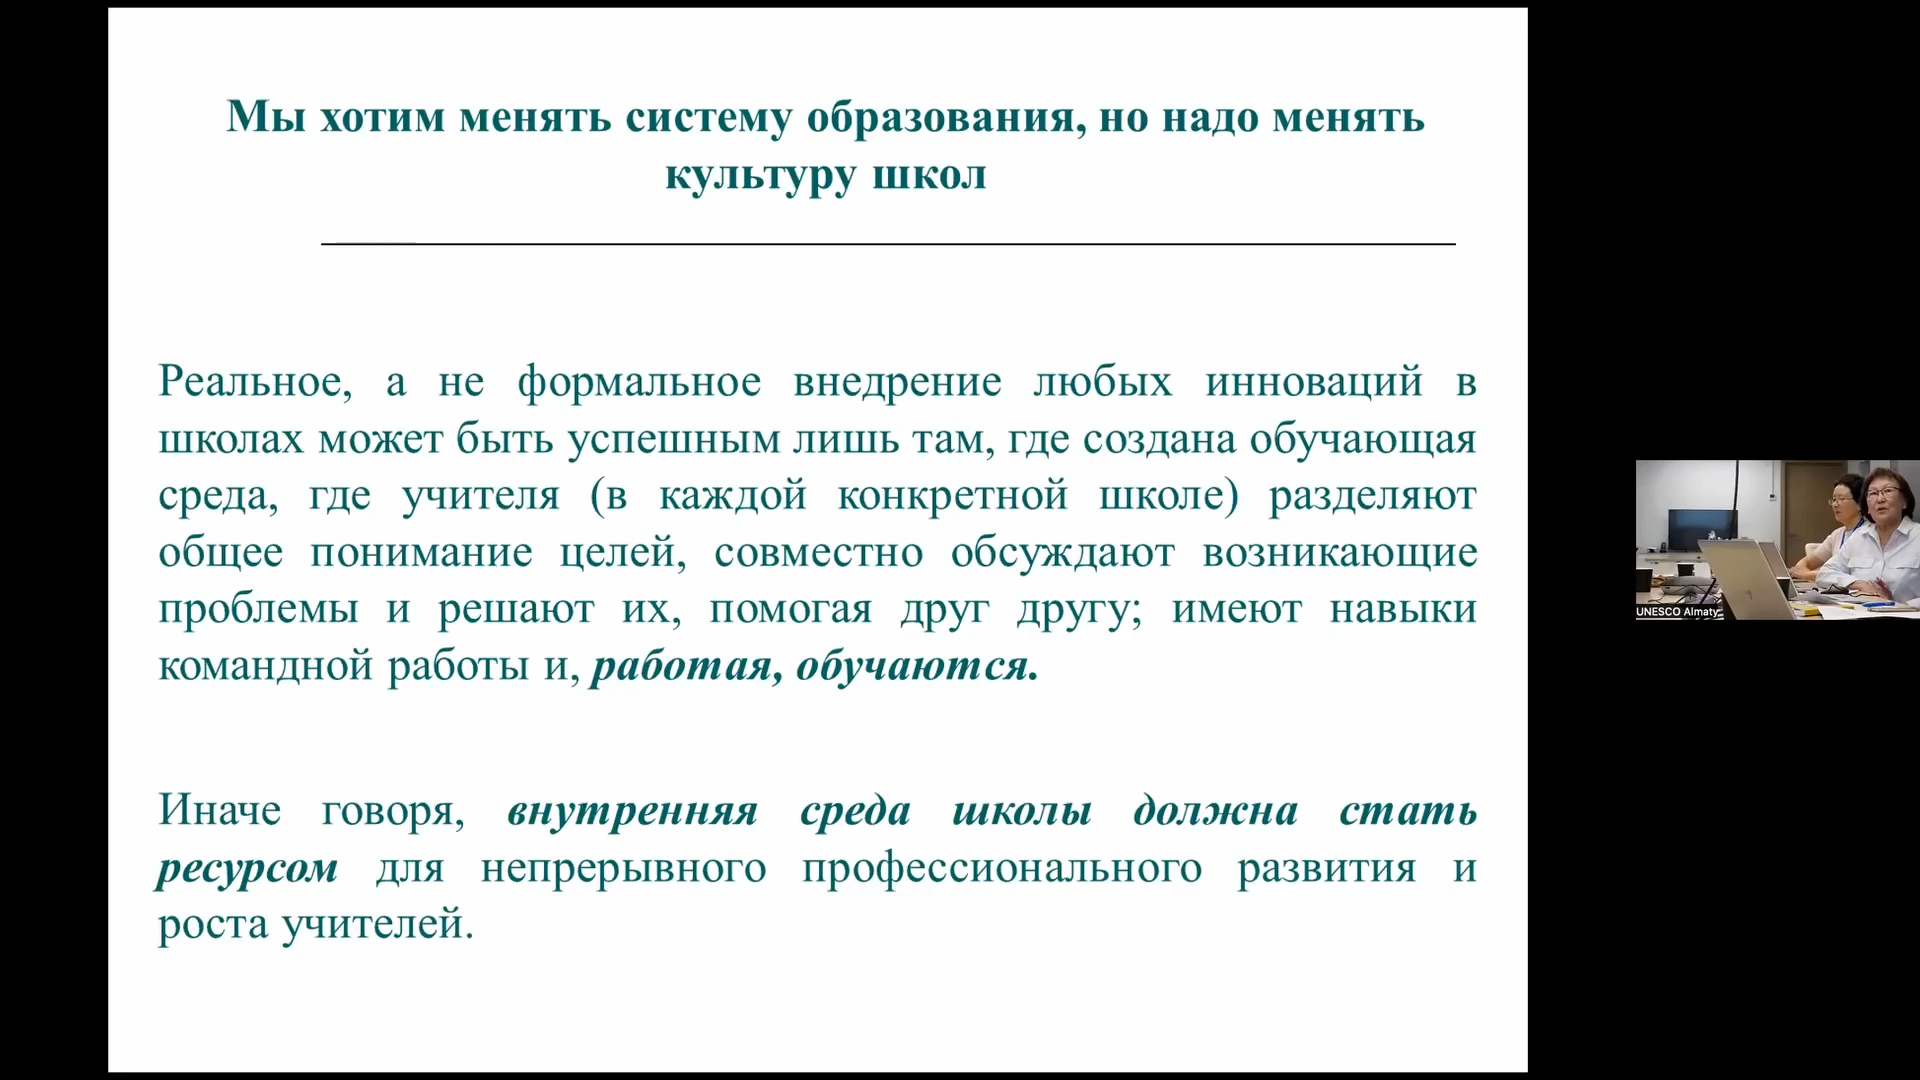 Мы хотим менять систему образования, но надо менять
культуру школ
Реальное, а не формальное внедрение любых инноваций в
школах может быть успешным лишь там, где создана обучающая
среда, где учителя (в каждой конкретной школе) разделяют
общее понимание целей, совместно обсуждают возникающие
проблемы и решают их, помогая друг другу; имеют навыки
командной работы и, работая, обучаются.
Иначе говоря, внутренняя среда школы должна стать
ресурсом для непрерывного профессионального развития и
роста учителей.
UNESCO Almaty